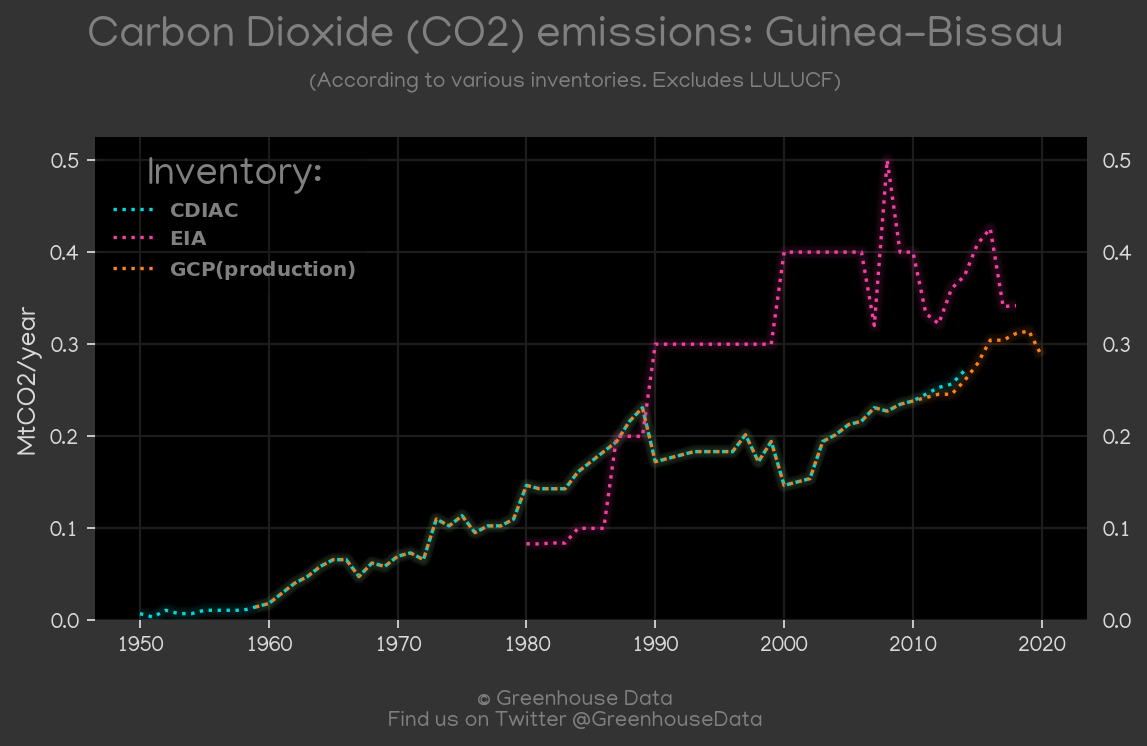 Carbon Dioxide (CO2) emissions: Guinea-Bissau
(According to various inventories. Excludes LULUCF)
Inventory:
CDIAC
EIA
GCP(production)
MtCO2/year
0.5
0.4
0.3
0.2
0.1
0.0
0.5
0.4
0.3
0.2
0.1
0.0
1950 1960 1970 1980 1990 2000 2010 2020
© Greenhouse Data
Find us on Twitter @GreenhouseData